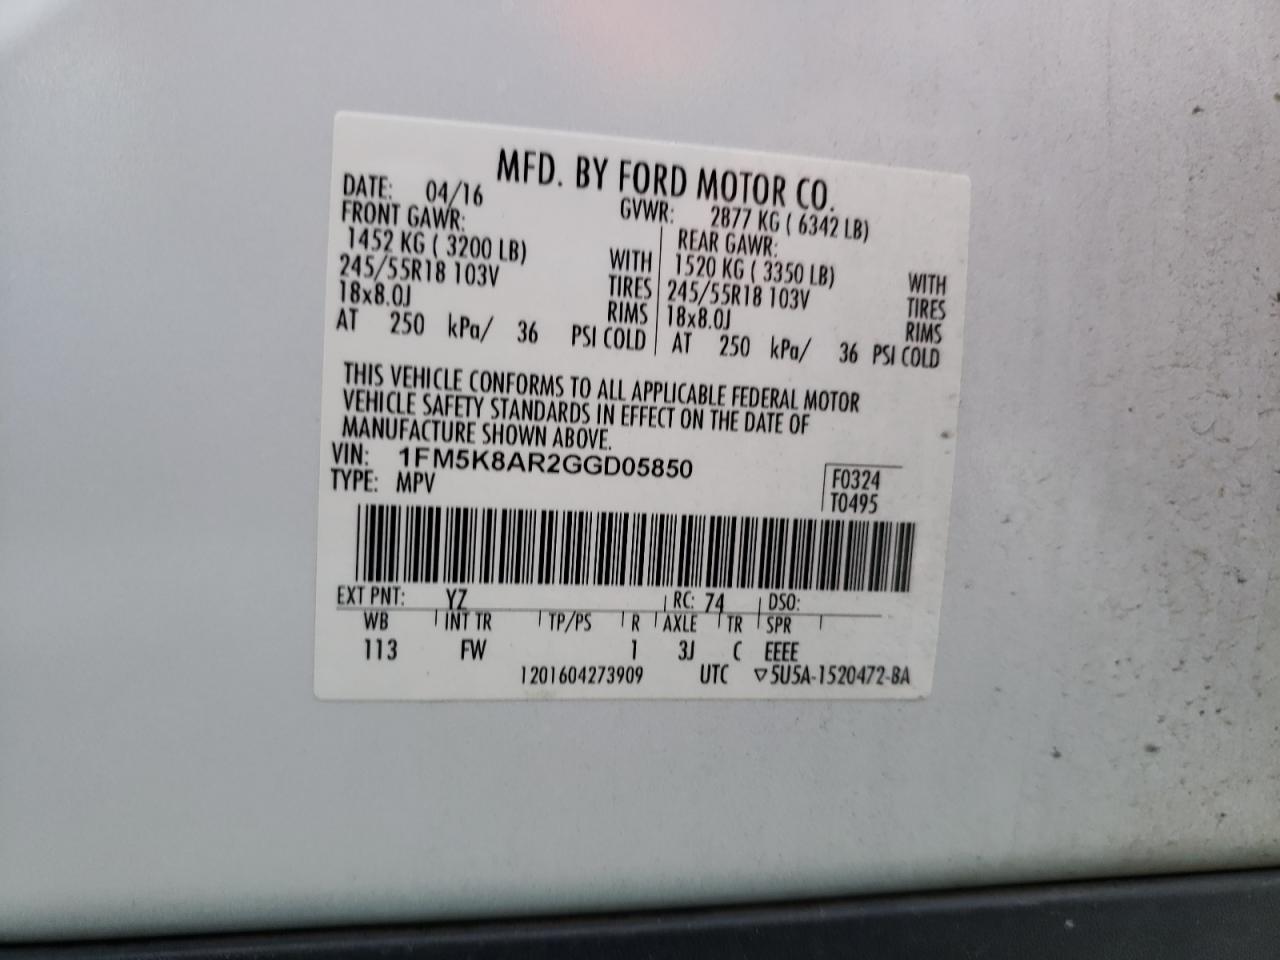 MFD. BY FORD MOTOR CO.
DATE: 04/16 GVWR: 2877 KG ( 6342 LB)
FRONT GAWR: REAR GAWR:
1452 KG ( 3200 LB) WITH 1520 KG ( 3350 LB) WITH
245/55R18 103V TIRES 245/55R18 103V TIRES
18x8.0J RIMS 18x8.0J RIMS
AT 250 kPa/ 36 PSI COLD AT 250 kPa/ 36 PSI COLD
THIS VEHICLE CONFORMS TO ALL APPLICABLE FEDERAL MOTOR
VEHICLE SAFETY STANDARDS IN EFFECT ON THE DATE OF
MANUFACTURE SHOWN ABOVE.
VIN: 1FM5K8AR2GGD05850
TYPE: MPV
F0324
T0495
EXT PNT: YZ RC: 74 DSO:
WB INT TR TP/PS R AXLE TR SPR
113 FW 1 3J C EEEE
1201604273909 UTC ▽5U5A-1520472-BA